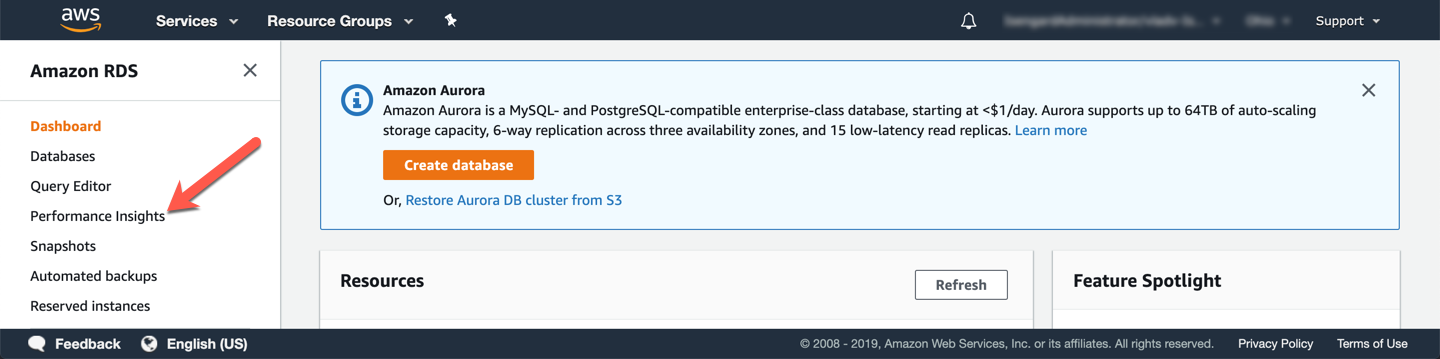 aws Services Resource Groups Support
Amazon RDS
Dashboard
Databases
Query Editor
Performance Insights
Snapshots
Automated backups
Reserved instances
Amazon Aurora
Amazon Aurora is a MySQL- and PostgreSQL-compatible enterprise-class database, starting at <$1/day. Aurora supports up to 64TB of auto-scaling
storage capacity, 6-way replication across three availability zones, and 15 low-latency read replicas. Learn more
Create database
Or, Restore Aurora DB cluster from S3
Resources
Refresh
Feature Spotlight
Feedback English (US) © 2008 - 2019, Amazon Web Services, Inc. or its affiliates. All rights reserved. Privacy Policy Terms of Use